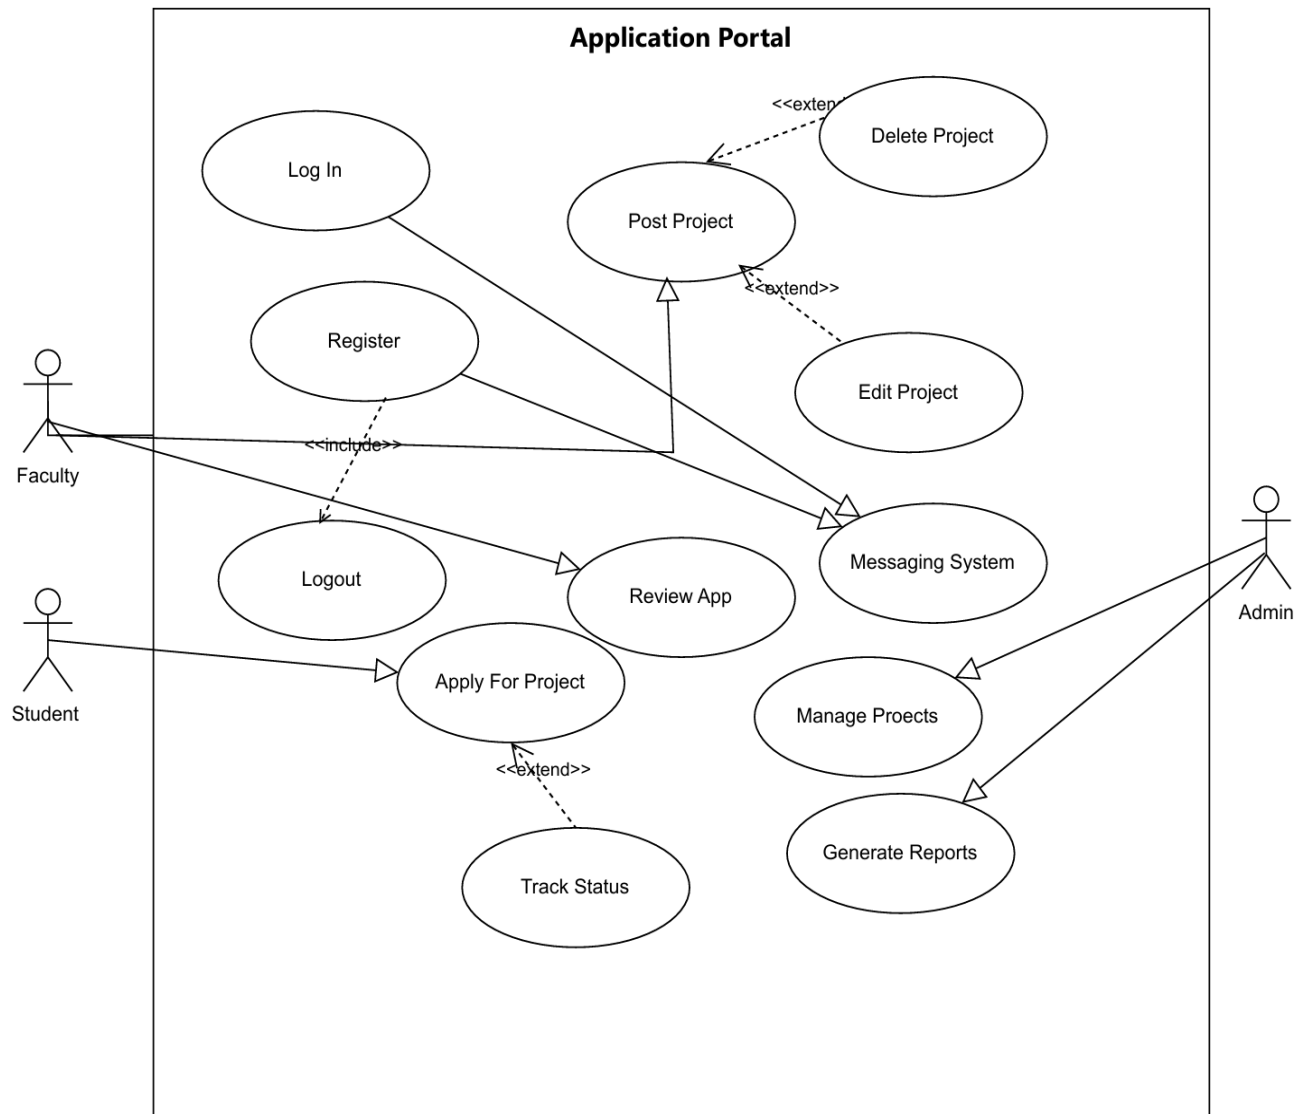 Application Portal
<<extend
Delete Project
Log In
Post Project
<<extend>>
Register
Edit Project
<<include>>
Faculty
Messaging System
Logout
Review App
Admin
Apply For Project
Student
Manage Proects
<<extend>>
Generate Reports
Track Status